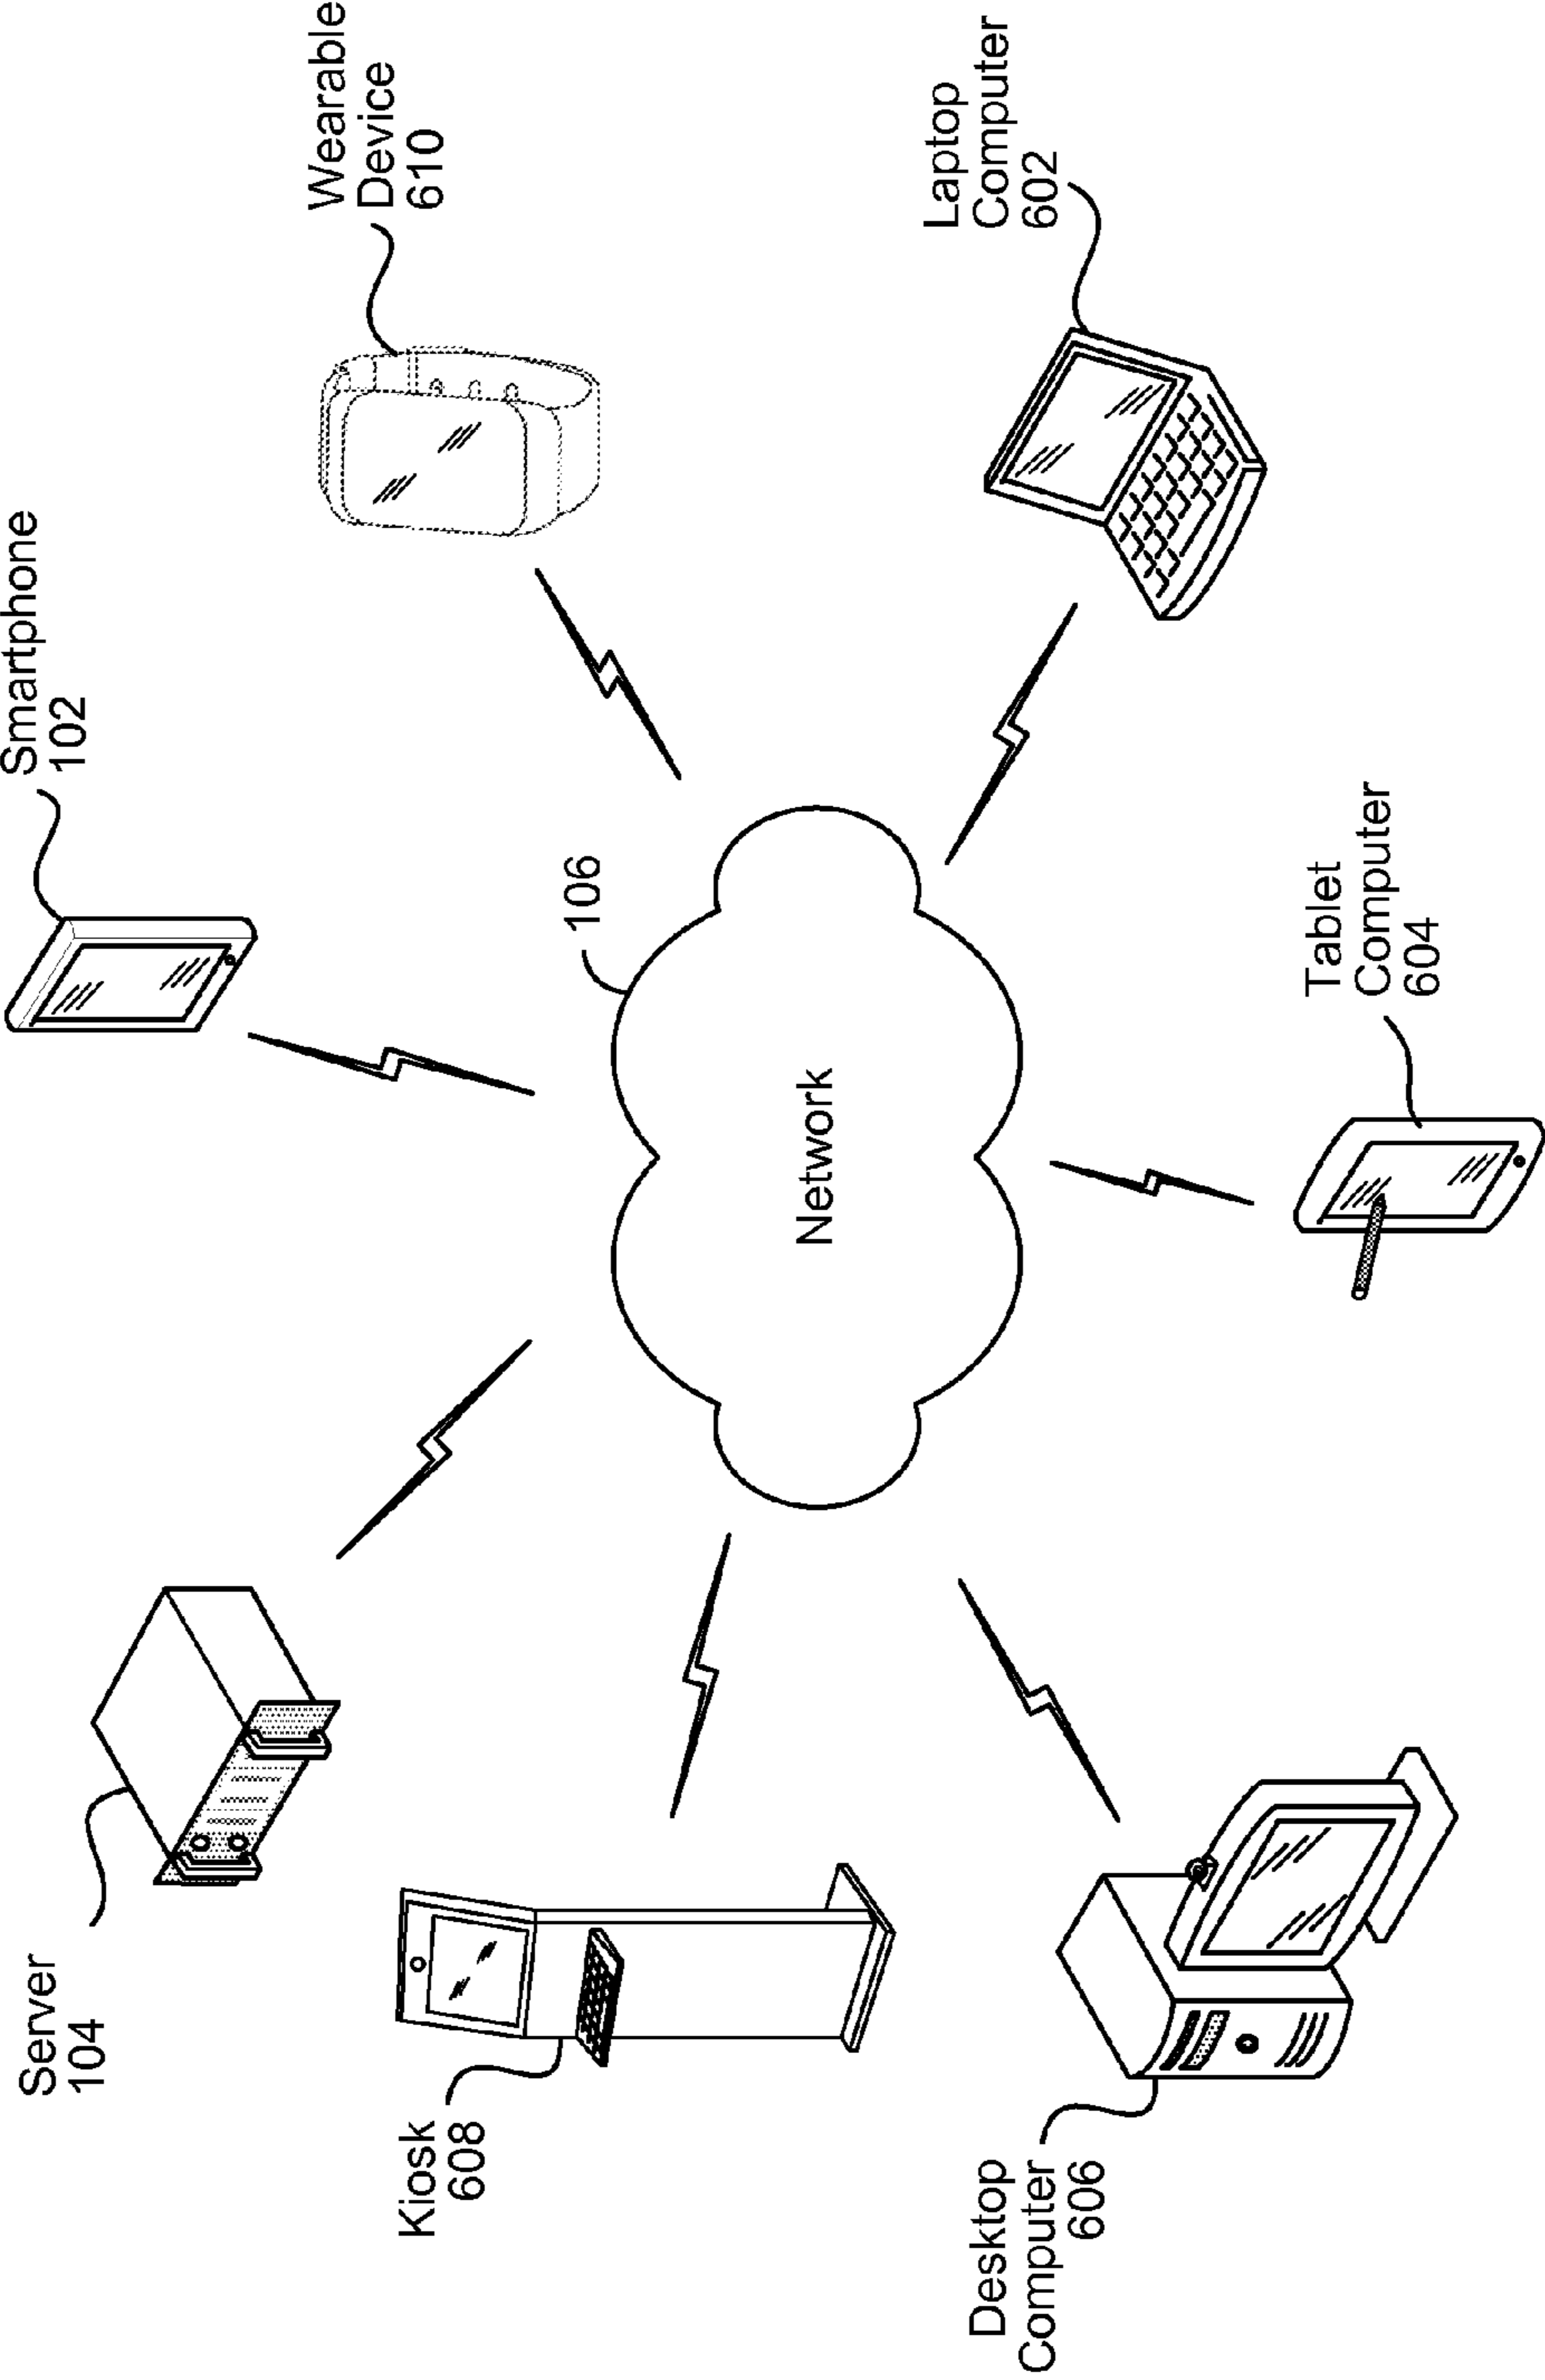 Server
104
Smartphone
102
Kiosk
608
Wearable
Device
610
106
Network
Desktop
Computer
606
Tablet
Computer
604
Laptop
Computer
602